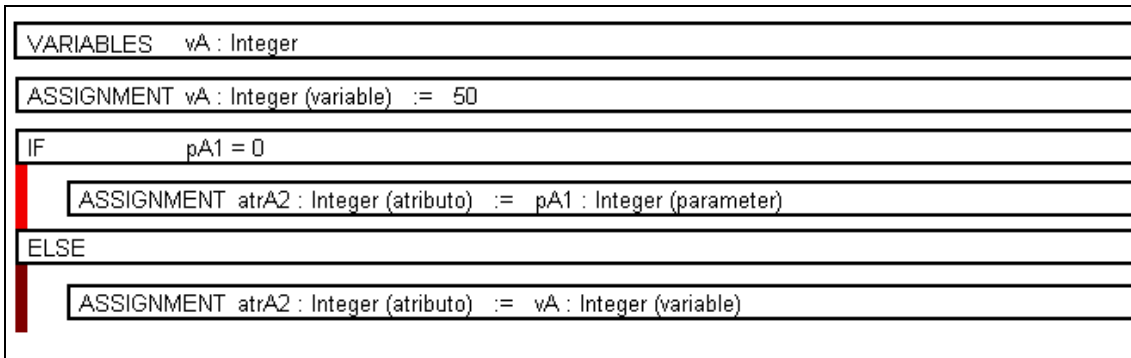 VARIABLES vA : Integer
ASSIGNMENT vA : Integer (variable) := 50
IF pA1 = 0
ASSIGNMENT atrA2 : Integer (atributo) := pA1 : Integer (parameter)
ELSE
ASSIGNMENT atrA2 : Integer (atributo) := vA : Integer (variable)